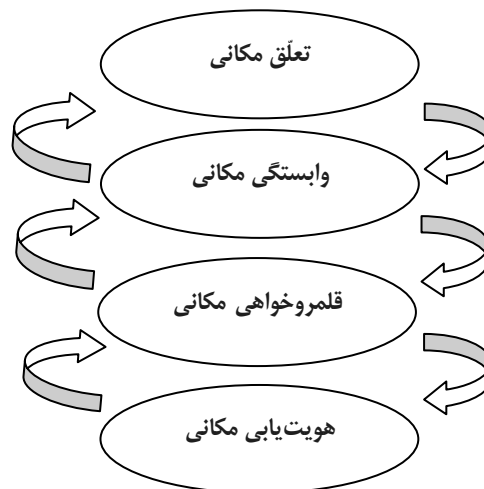 تعلّق مکانی
وابستگی مکانی
قلمروخواهی مکانی
هویت‌یابی مکانی